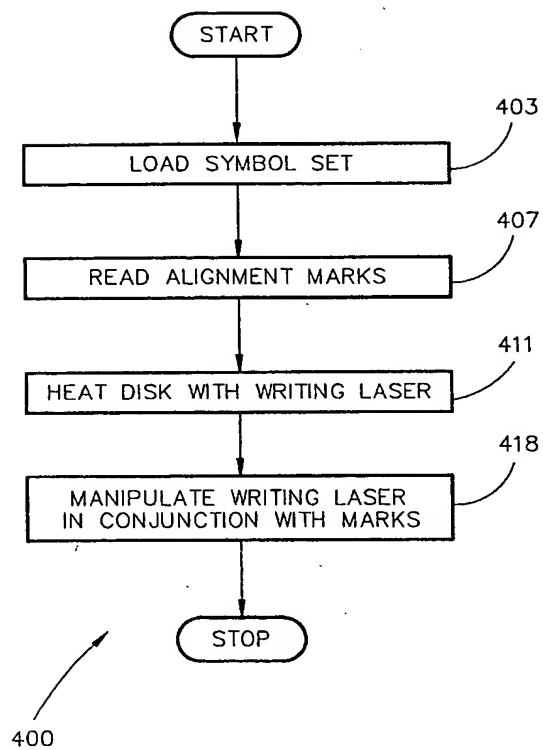 START
403
LOAD SYMBOL SET
407
READ ALIGNMENT MARKS
411
HEAT DISK WITH WRITING LASER
418
MANIPULATE WRITING LASER
IN CONJUNCTION WITH MARKS
STOP
400